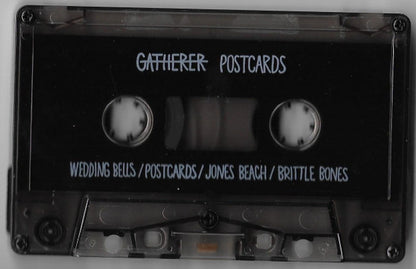 GATHERER POSTCARDS
WEDDING BELLS / POSTCARDS / JONES BEACH / BRITTLE BONES